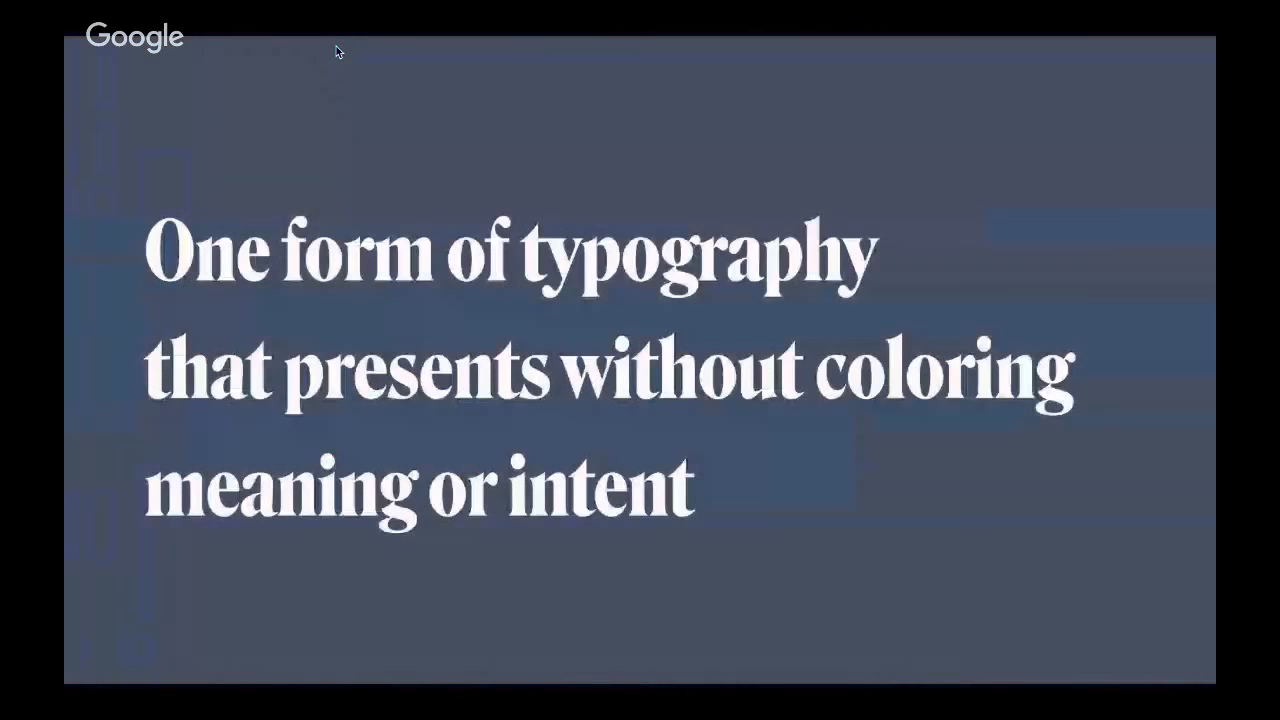 Google
One form of typography
that presents without coloring
meaning or intent